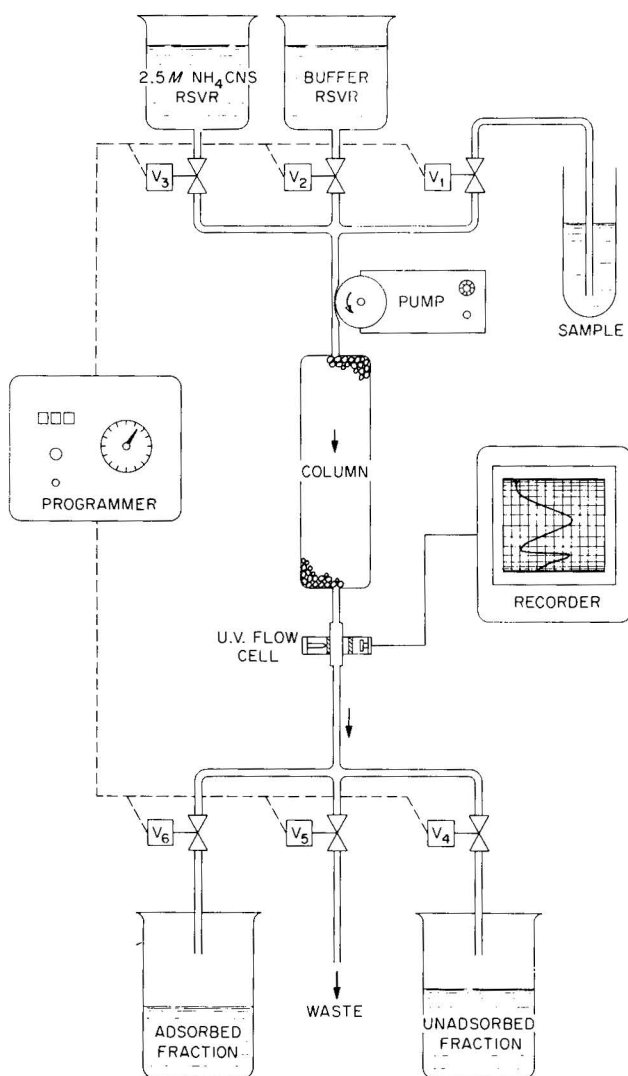 2.5M NH₄CNS
RSVR
BUFFER
RSVR
V₃
V₂
V₁
PUMP
SAMPLE
COLUMN
PROGRAMMER
RECORDER
U.V. FLOW
CELL
V₆
V₅
V₄
ADSORBED
FRACTION
WASTE
UNADSORBED
FRACTION